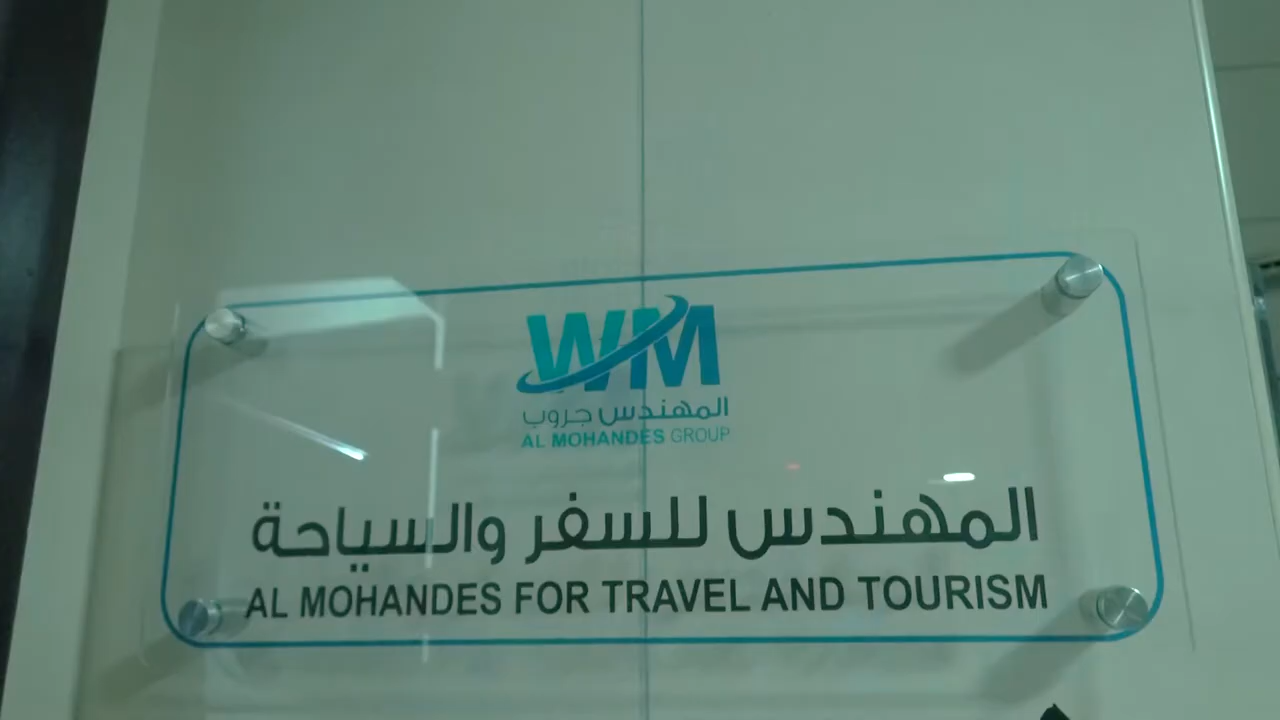 WM
المهندس جروب
AL MOHANDES GROUP
المهندس للسفر والسياحة
AL MOHANDES FOR TRAVEL AND TOURISM